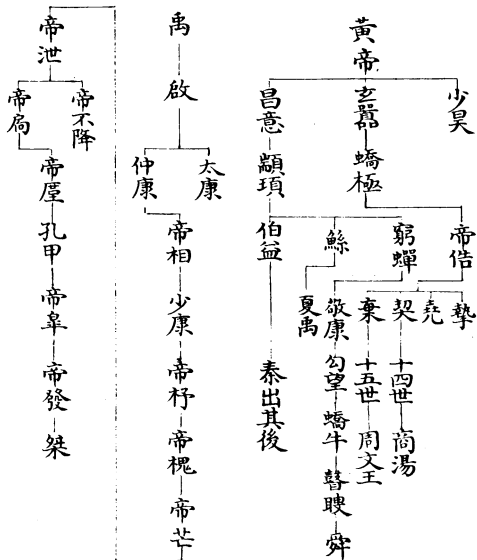 黃帝
少昊
玄囂
蟜極
昌意
顓頊
帝俈
窮蟬
鯀
伯益
摯
堯
契
十四世
商湯
棄
十五世
周文王
敬康
勾望
蟜牛
瞽瞍
舜
夏禹
秦出其後
禹
啟
太康
仲康
帝相
少康
帝杼
帝槐
帝芒
帝泄
帝不降
帝扃
帝廑
孔甲
帝皐
帝發
桀